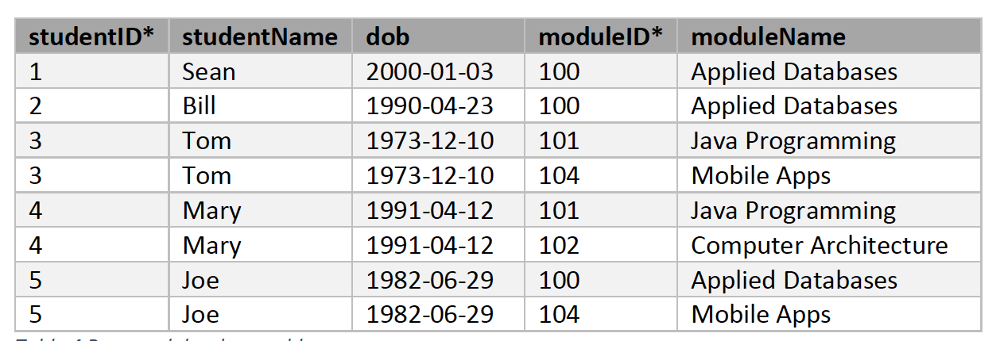 studentID* studentName dob moduleID* moduleName
1 Sean 2000-01-03 100 Applied Databases
2 Bill 1990-04-23 100 Applied Databases
3 Tom 1973-12-10 101 Java Programming
3 Tom 1973-12-10 104 Mobile Apps
4 Mary 1991-04-12 101 Java Programming
4 Mary 1991-04-12 102 Computer Architecture
5 Joe 1982-06-29 100 Applied Databases
5 Joe 1982-06-29 104 Mobile Apps